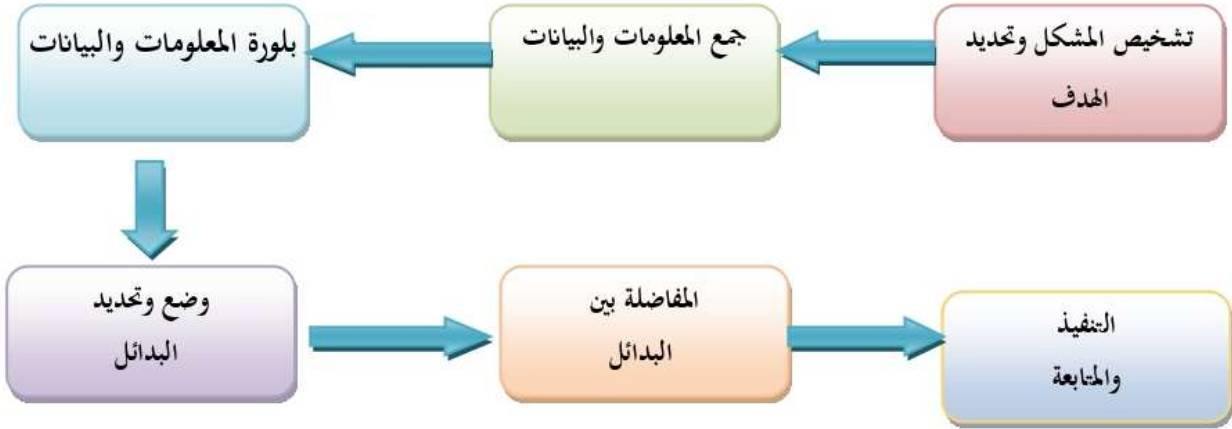 تشخيص المشكل وتحديد
الهدف
جمع المعلومات والبيانات
بلورة المعلومات والبيانات
وضع وتحديد
البدائل
المفاضلة بين
البدائل
التنفيذ
والمتابعة